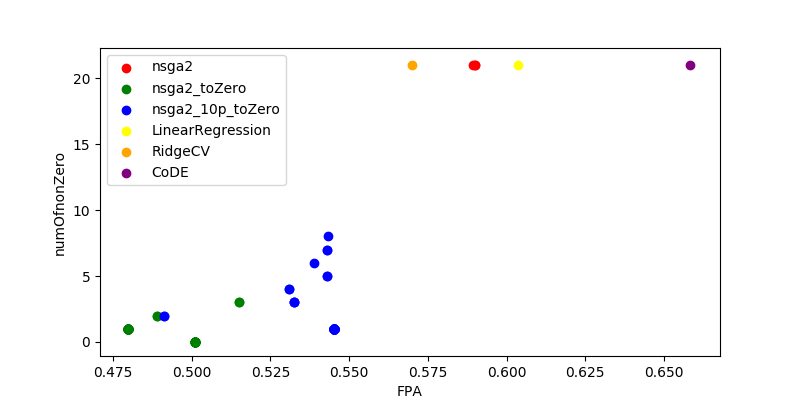 nsga2
nsga2_toZero
nsga2_10p_toZero
LinearRegression
RidgeCV
CoDE
numOfnonZero
20
15
10
5
0
0.475 0.500 0.525 0.550 0.575 0.600 0.625 0.650
FPA